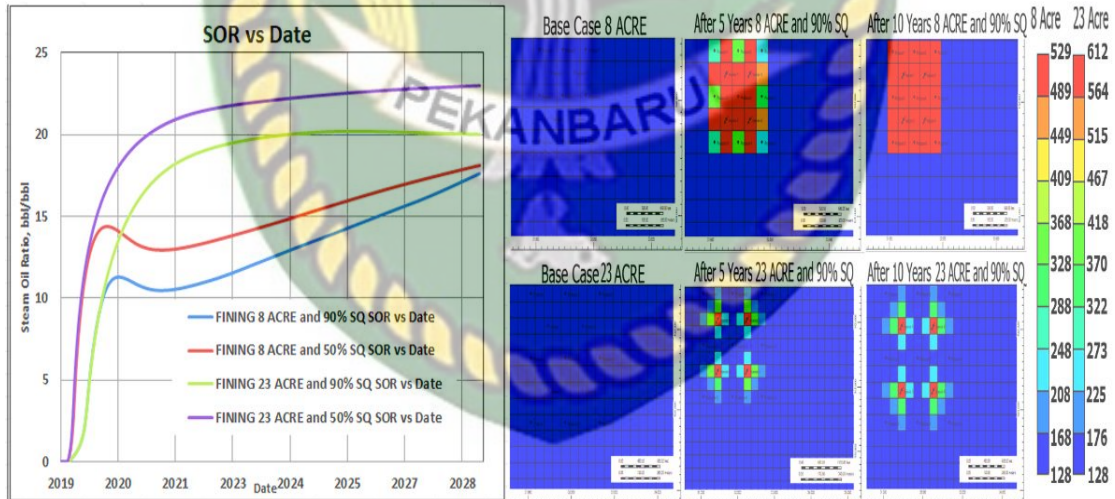 SOR vs Date
25
20
15
10
5
0
Steam Oil Ratio, bbl/bbl
FINING 8 ACRE and 90% SQ SOR vs Date
FINING 8 ACRE and 50% SQ SOR vs Date
FINING 23 ACRE and 90% SQ SOR vs Date
FINING 23 ACRE and 50% SQ SOR vs Date
2019 2020 2021 2023 2024 2025 2027 2028
Date
PEKANBARU
Base Case 8 ACRE
After 5 Years 8 ACRE and 90% SQ
After 10 Years 8 ACRE and 90% SQ
Base Case 23 ACRE
After 5 Years 23 ACRE and 90% SQ
After 10 Years 23 ACRE and 90% SQ
8 Acre 23 Acre
529 612
489 564
449 515
409 467
368 418
328 370
288 322
248 273
208 225
168 176
128 128